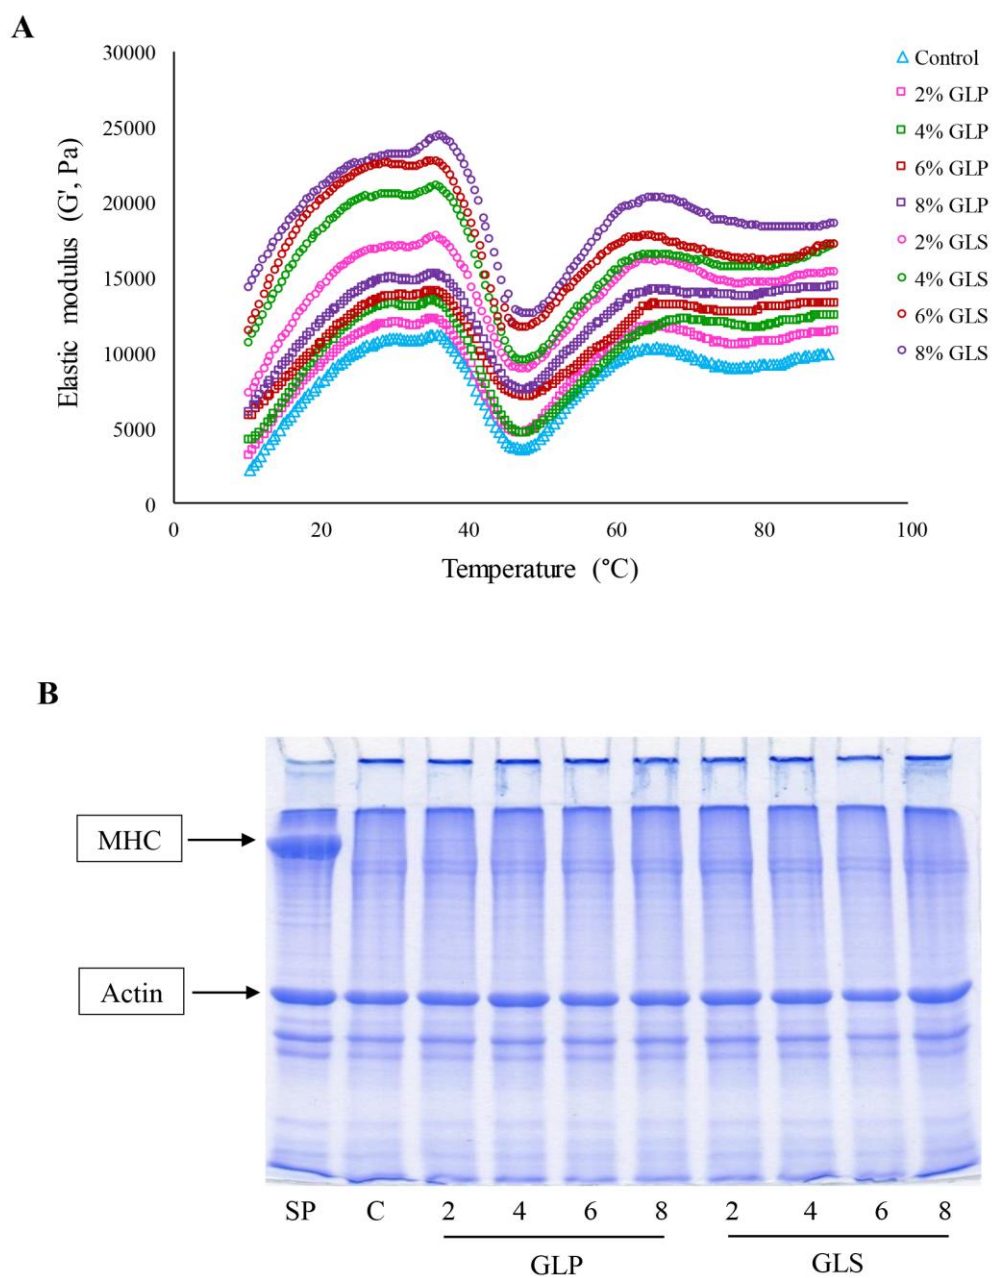 A
30000
25000
20000
15000
10000
5000
0
Elastic modulus (G', Pa)
0 20 40 60 80 100
Temperature (°C)
Control
2% GLP
4% GLP
6% GLP
8% GLP
2% GLS
4% GLS
6% GLS
8% GLS
B
MHC
Actin
SP C 2 4 6 8 2 4 6 8
GLP GLS